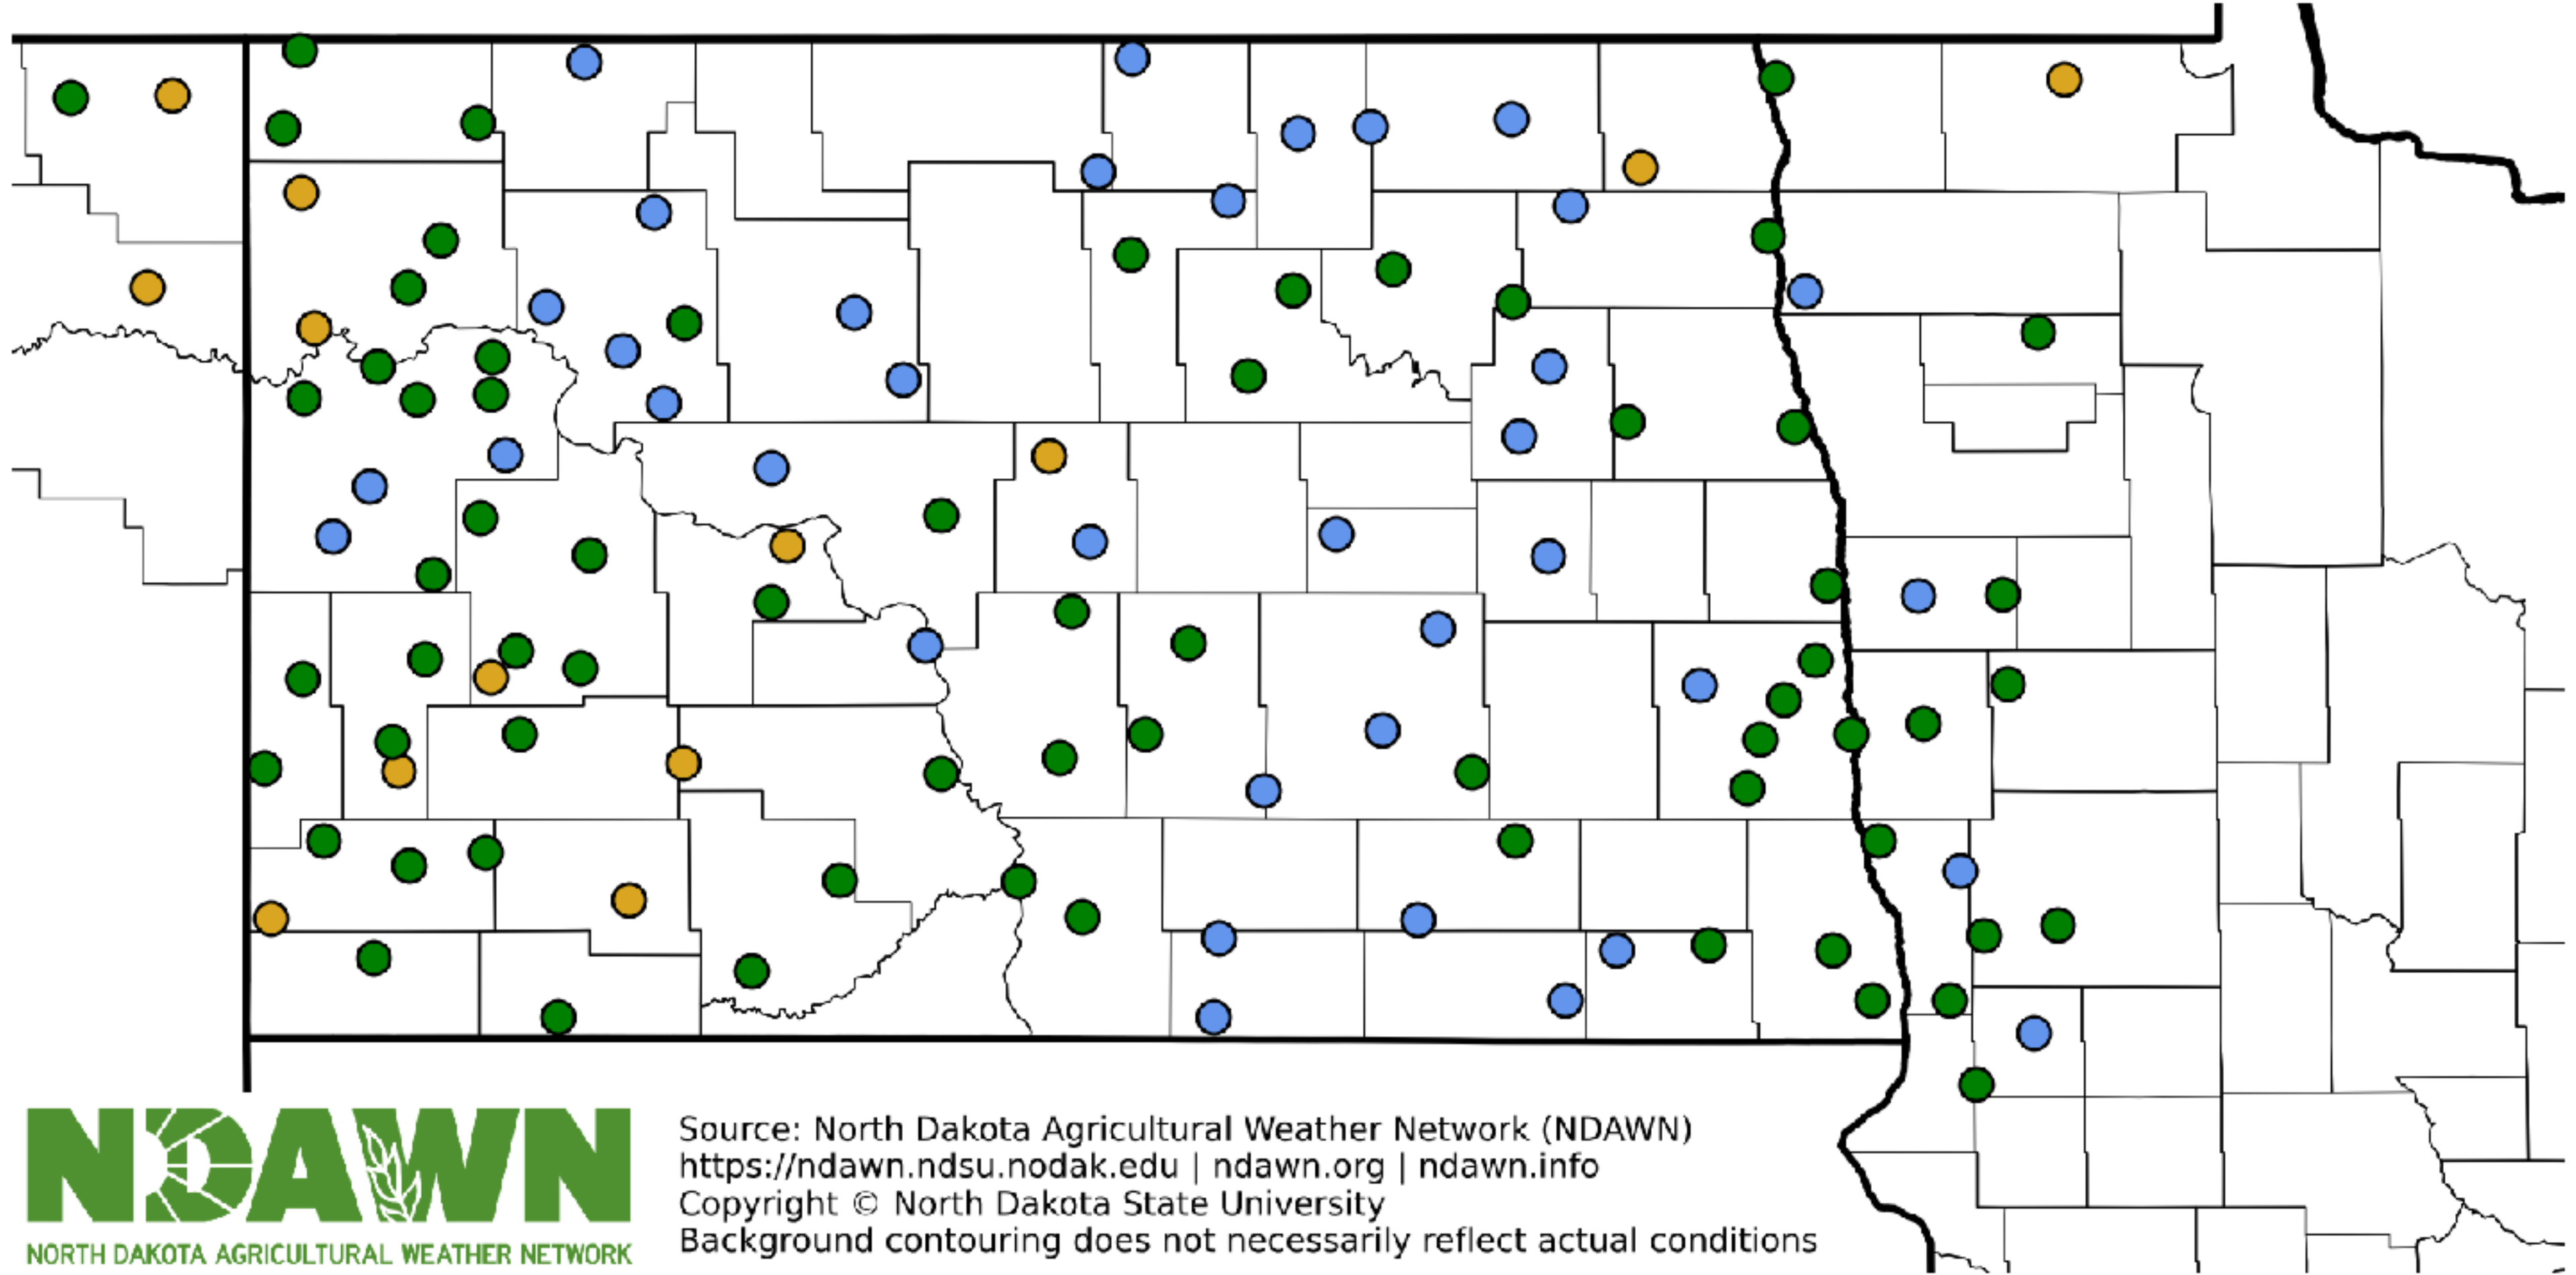 NDAWN
NORTH DAKOTA AGRICULTURAL WEATHER NETWORK
Source: North Dakota Agricultural Weather Network (NDAWN)
https://ndawn.ndsu.nodak.edu | ndawn.org | ndawn.info
Copyright © North Dakota State University
Background contouring does not necessarily reflect actual conditions